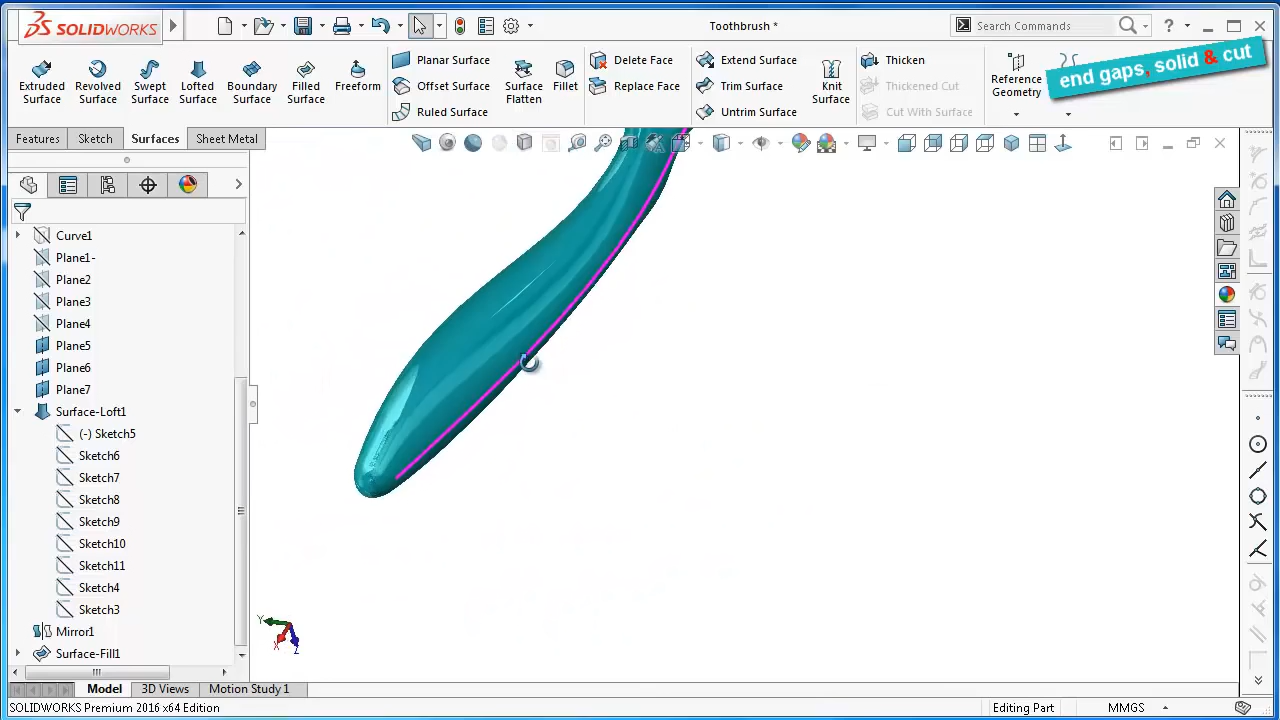 SOLIDWORKS
Toothbrush *
Search Commands
?
end gaps, solid & cut
Extruded Surface
Revolved Surface
Swept Surface
Lofted Surface
Boundary Surface
Filled Surface
Freeform
Planar Surface
Offset Surface
Ruled Surface
Surface Flatten
Fillet
Delete Face
Replace Face
Extend Surface
Trim Surface
Untrim Surface
Knit Surface
Thicken
Thickened Cut
Cut With Surface
Reference Geometry
Features
Sketch
Surfaces
Sheet Metal
Curve1
Plane1-
Plane2
Plane3
Plane4
Plane5
Plane6
Plane7
Surface-Loft1
(-) Sketch5
Sketch6
Sketch7
Sketch8
Sketch9
Sketch10
Sketch11
Sketch4
Sketch3
Mirror1
Surface-Fill1
Y
X
Z
Model
3D Views
Motion Study 1
SOLIDWORKS Premium 2016 x64 Edition
Editing Part
MMGS